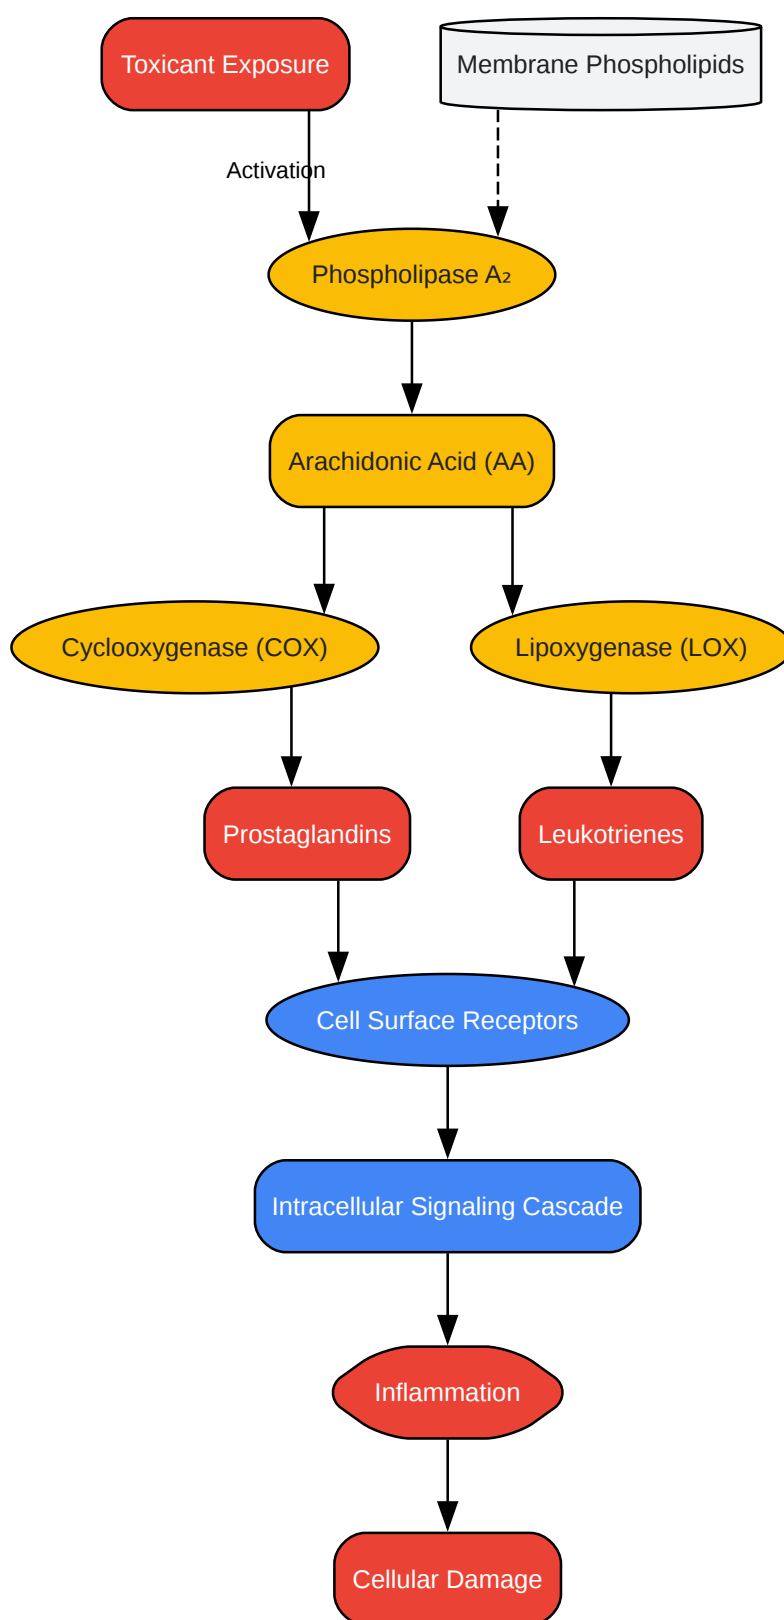 Toxicant Exposure
Membrane Phospholipids
Activation
Phospholipase A₂
Arachidonic Acid (AA)
Cyclooxygenase (COX)
Lipoxygenase (LOX)
Prostaglandins
Leukotrienes
Cell Surface Receptors
Intracellular Signaling Cascade
Inflammation
Cellular Damage